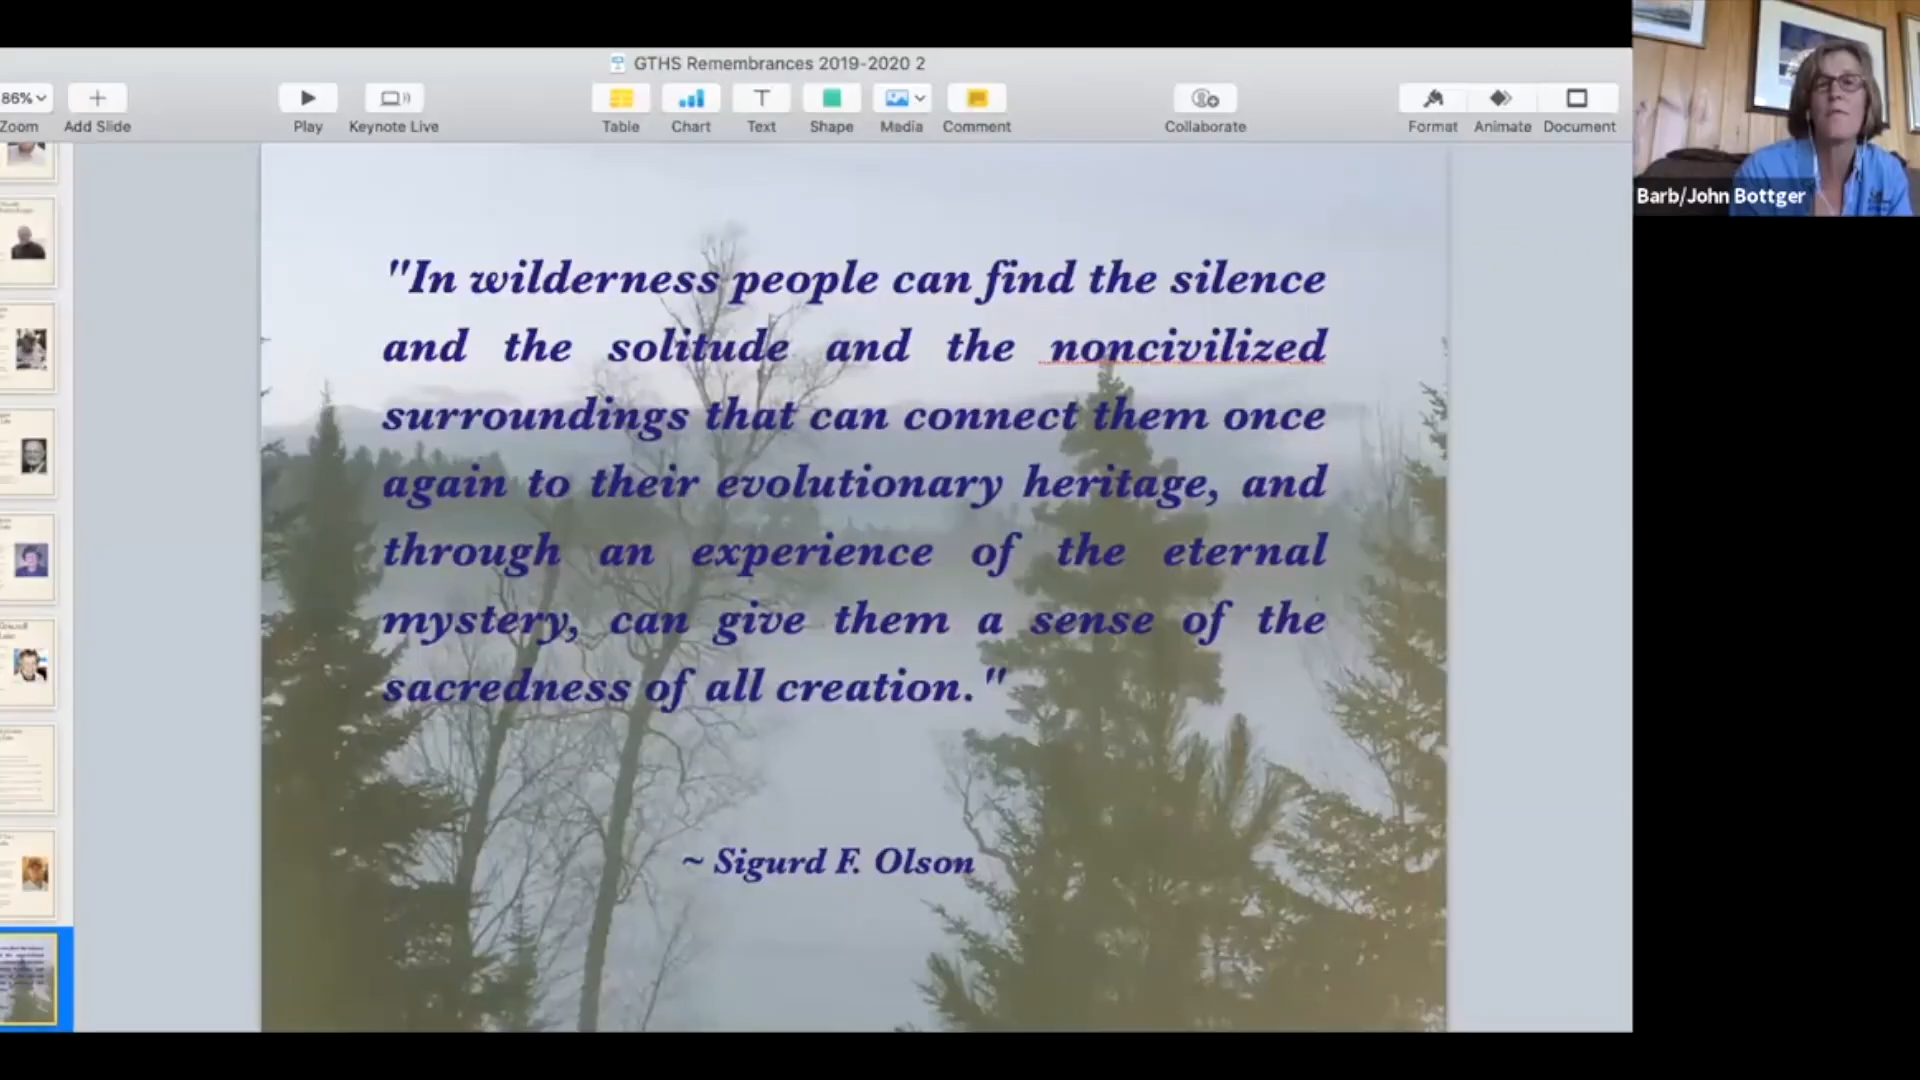 GTHS Remembrances 2019-2020 2
86%
Zoom
Add Slide
Play
Keynote Live
Table
Chart
Text
Shape
Media
Comment
Collaborate
Format
Animate
Document
Barb/John Bottger
"In wilderness people can find the silence
and the solitude and the noncivilized
surroundings that can connect them once
again to their evolutionary heritage, and
through an experience of the eternal
mystery, can give them a sense of the
sacredness of all creation."
~ Sigurd F. Olson